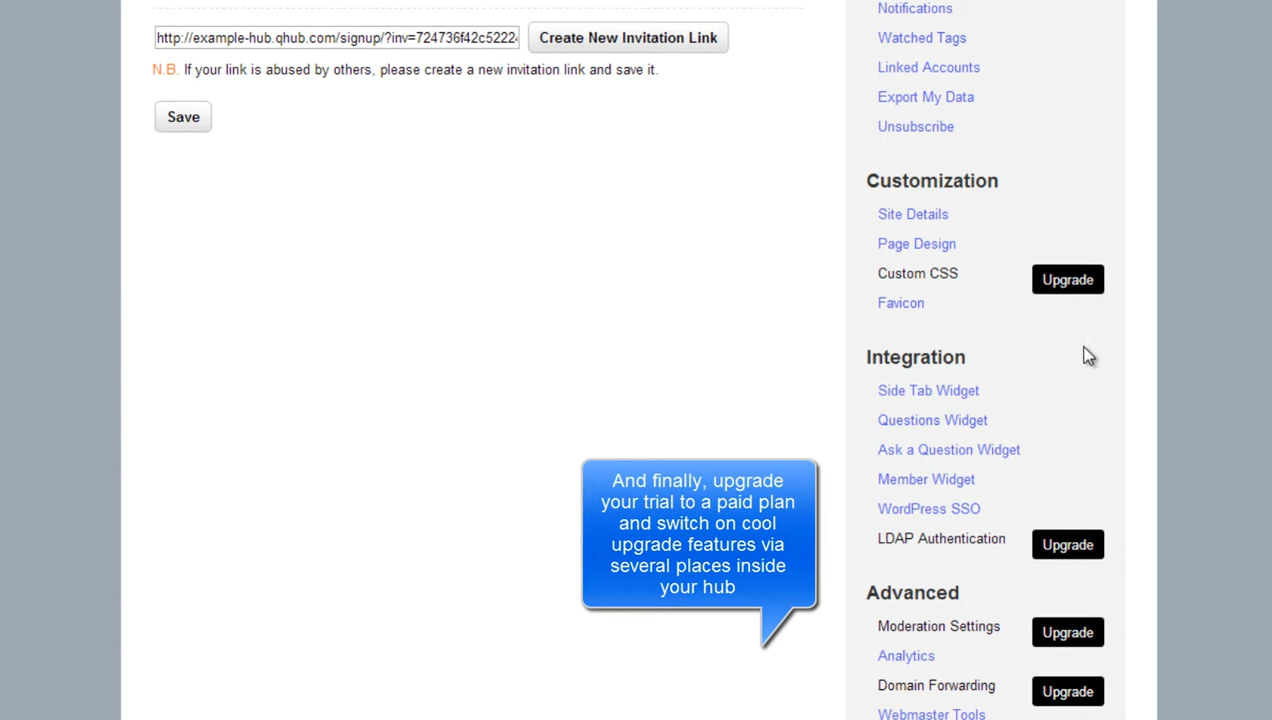 http://example-hub.qhub.com/signup/?inv=724736f42c5222
Create New Invitation Link
N.B. If your link is abused by others, please create a new invitation link and save it.
Save
Notifications
Watched Tags
Linked Accounts
Export My Data
Unsubscribe
Customization
Site Details
Page Design
Custom CSS
Upgrade
Favicon
Integration
Side Tab Widget
Questions Widget
Ask a Question Widget
Member Widget
WordPress SSO
LDAP Authentication
Upgrade
Advanced
Moderation Settings
Upgrade
Analytics
Domain Forwarding
Upgrade
Webmaster Tools
And finally, upgrade
your trial to a paid plan
and switch on cool
upgrade features via
several places inside
your hub